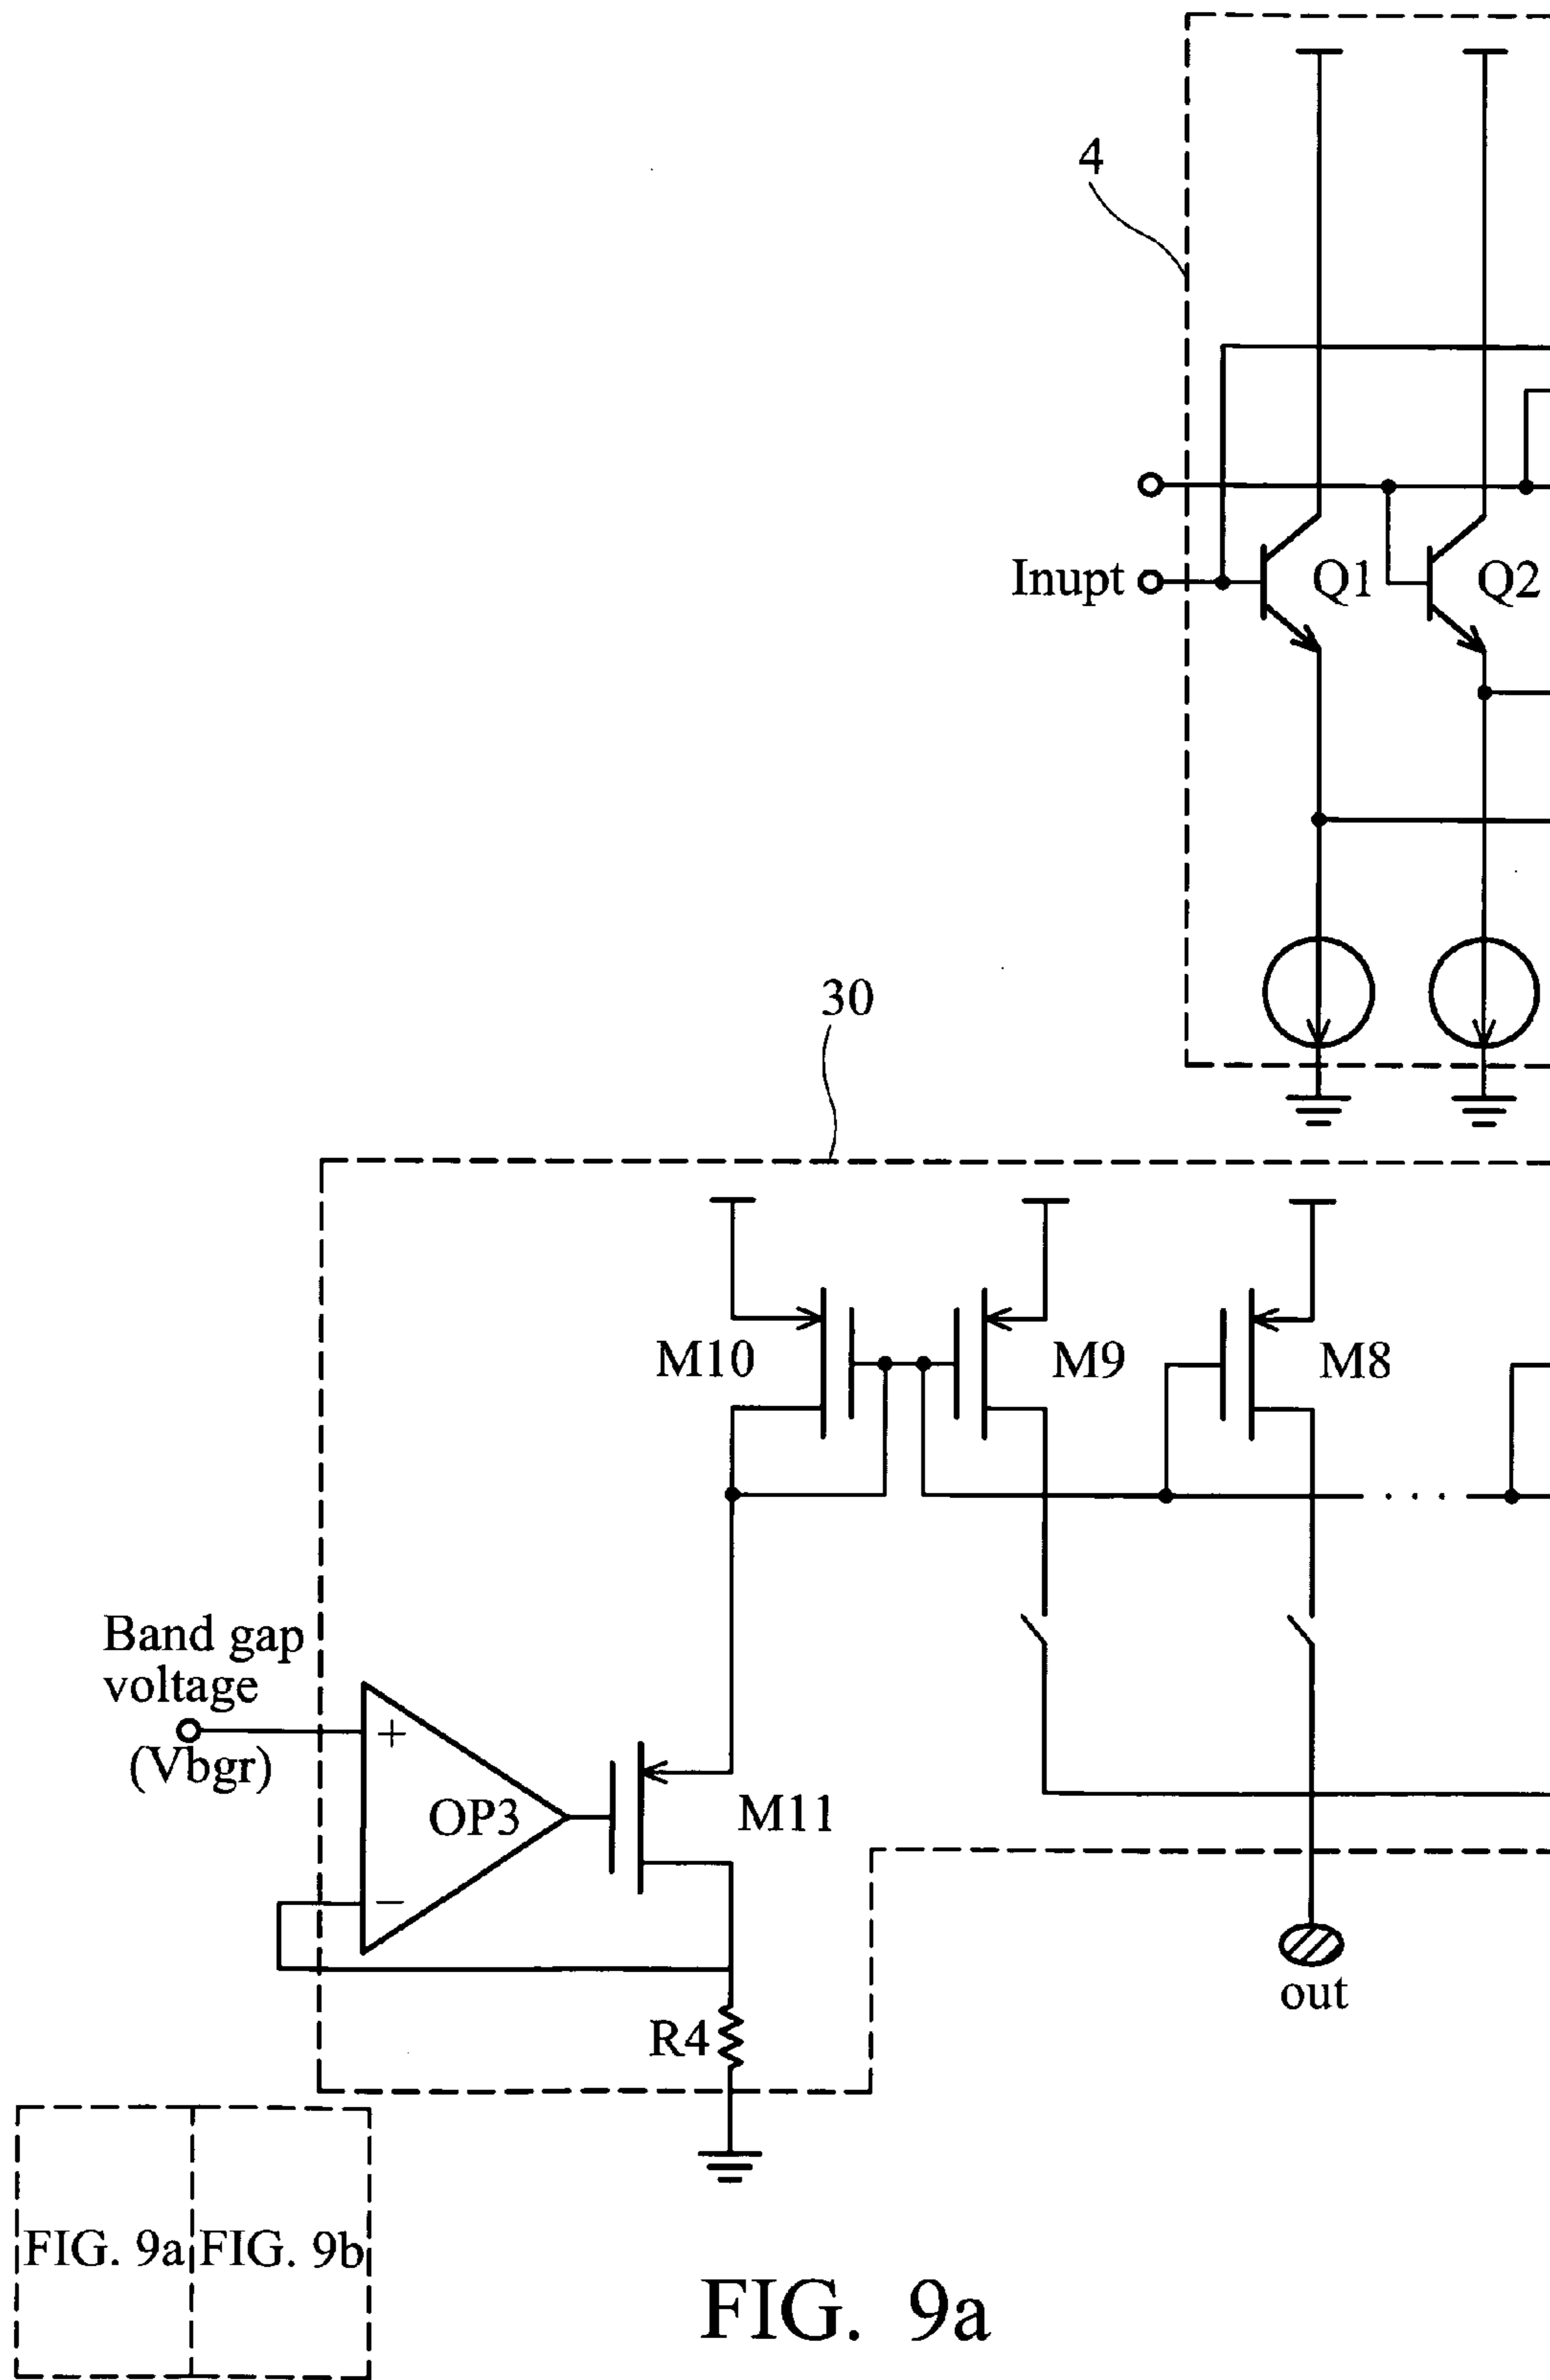 4
Inupt
Q1
Q2
30
M10
M9
M8
Band gap
voltage
(Vbgr)
+
OP3
−
M11
out
R4
FIG. 9a
FIG. 9b
FIG. 9a